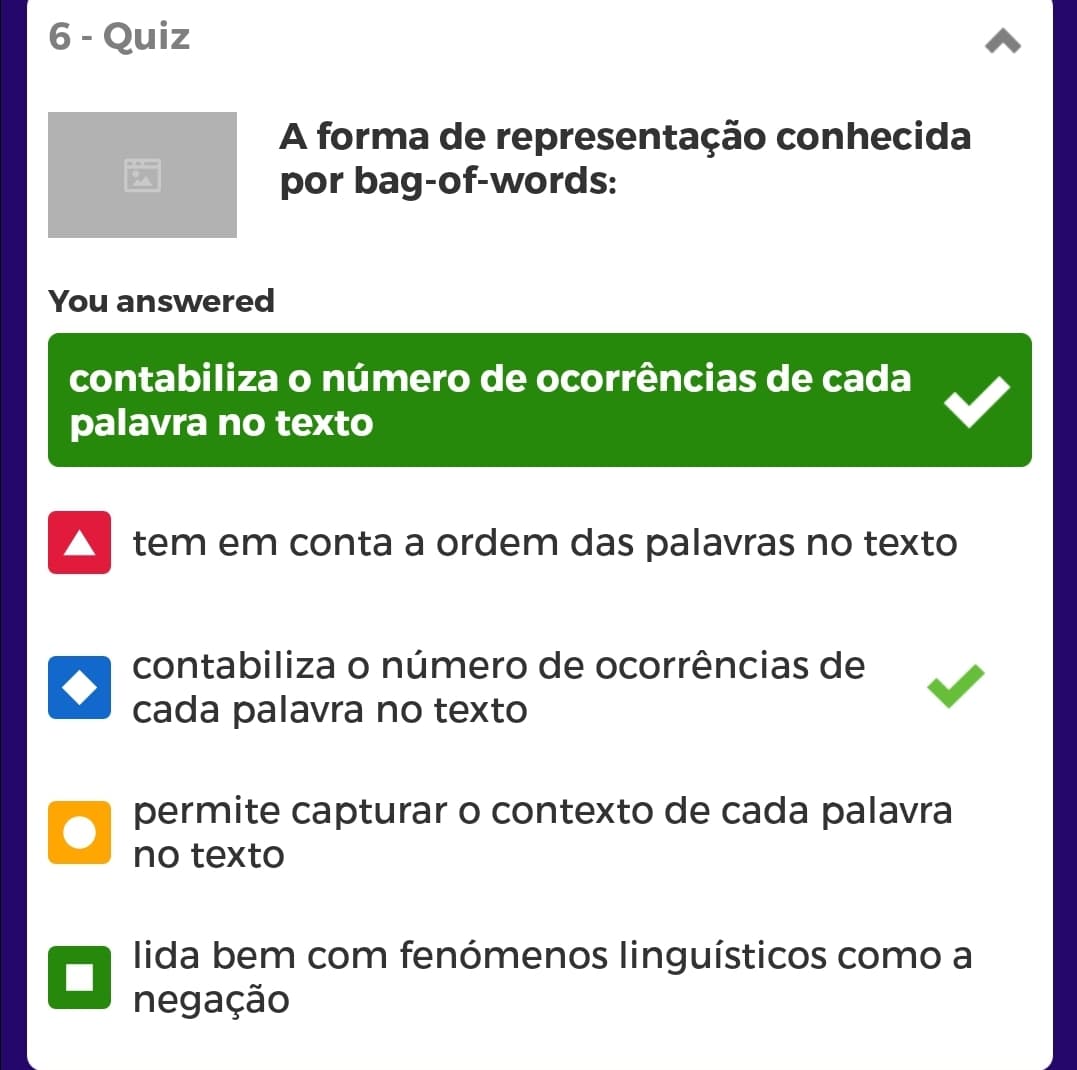 6 - Quiz
A forma de representação conhecida
por bag-of-words:
You answered
contabiliza o número de ocorrências de cada
palavra no texto
tem em conta a ordem das palavras no texto
contabiliza o número de ocorrências de
cada palavra no texto
permite capturar o contexto de cada palavra
no texto
lida bem com fenómenos linguísticos como a
negação